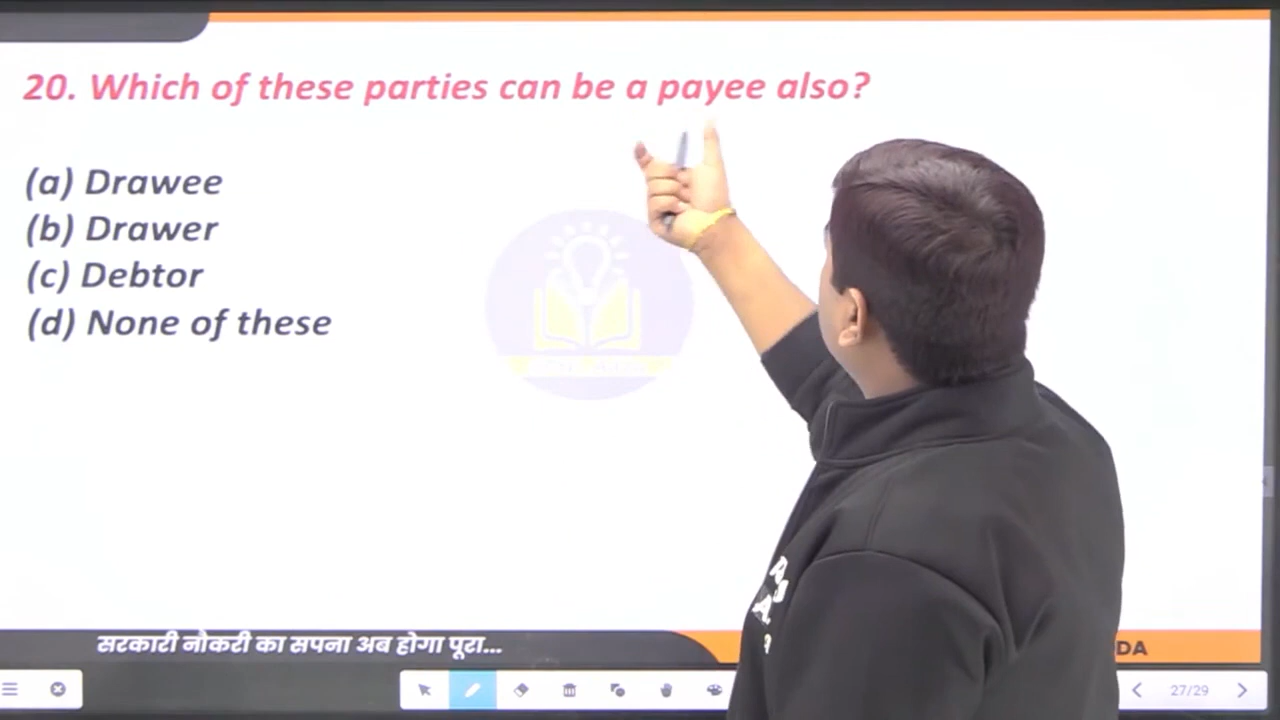 20. Which of these parties can be a payee also?
(a) Drawee
(b) Drawer
(c) Debtor
(d) None of these
सरकारी नौकरी का सपना अब होगा पूरा...
DA
27/29